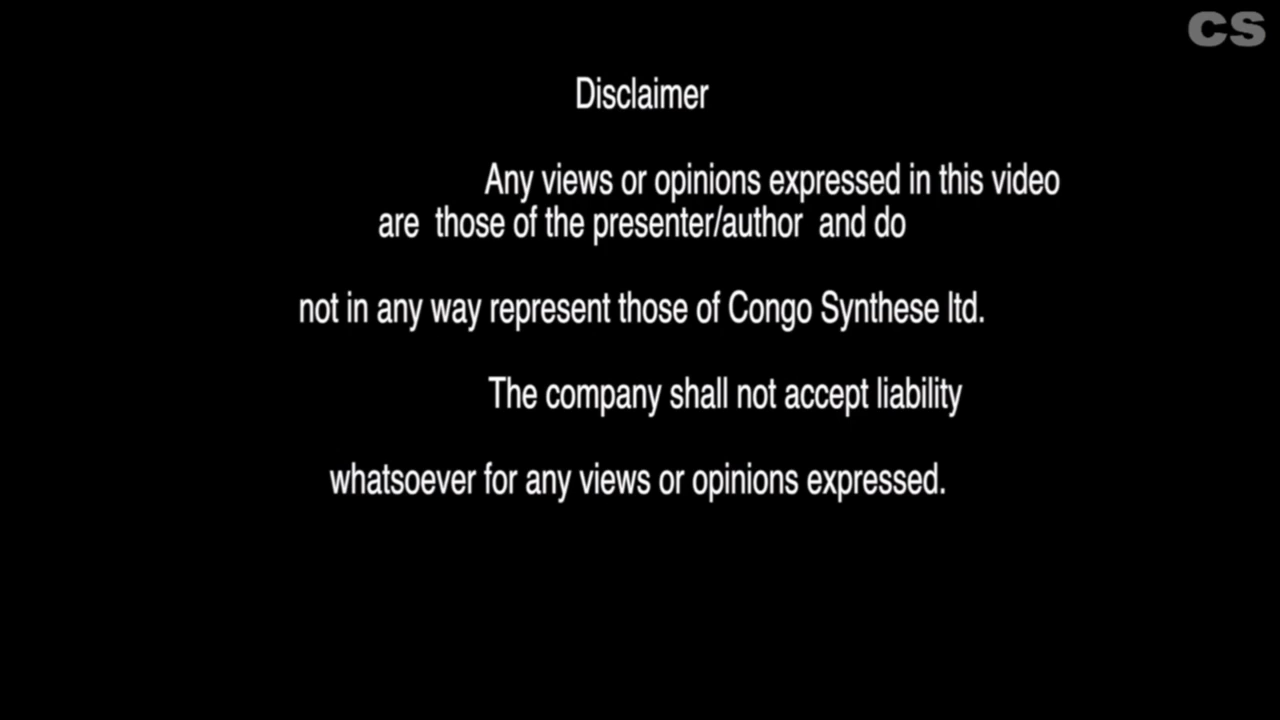 CS
Disclaimer
Any views or opinions expressed in this video
are those of the presenter/author and do
not in any way represent those of Congo Synthese ltd.
The company shall not accept liability
whatsoever for any views or opinions expressed.